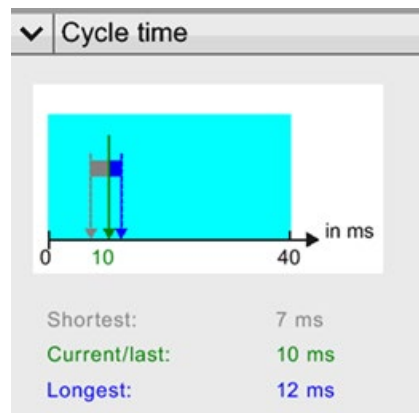 Cycle time
in ms
0 10 40
Shortest: 7 ms
Current/last: 10 ms
Longest: 12 ms